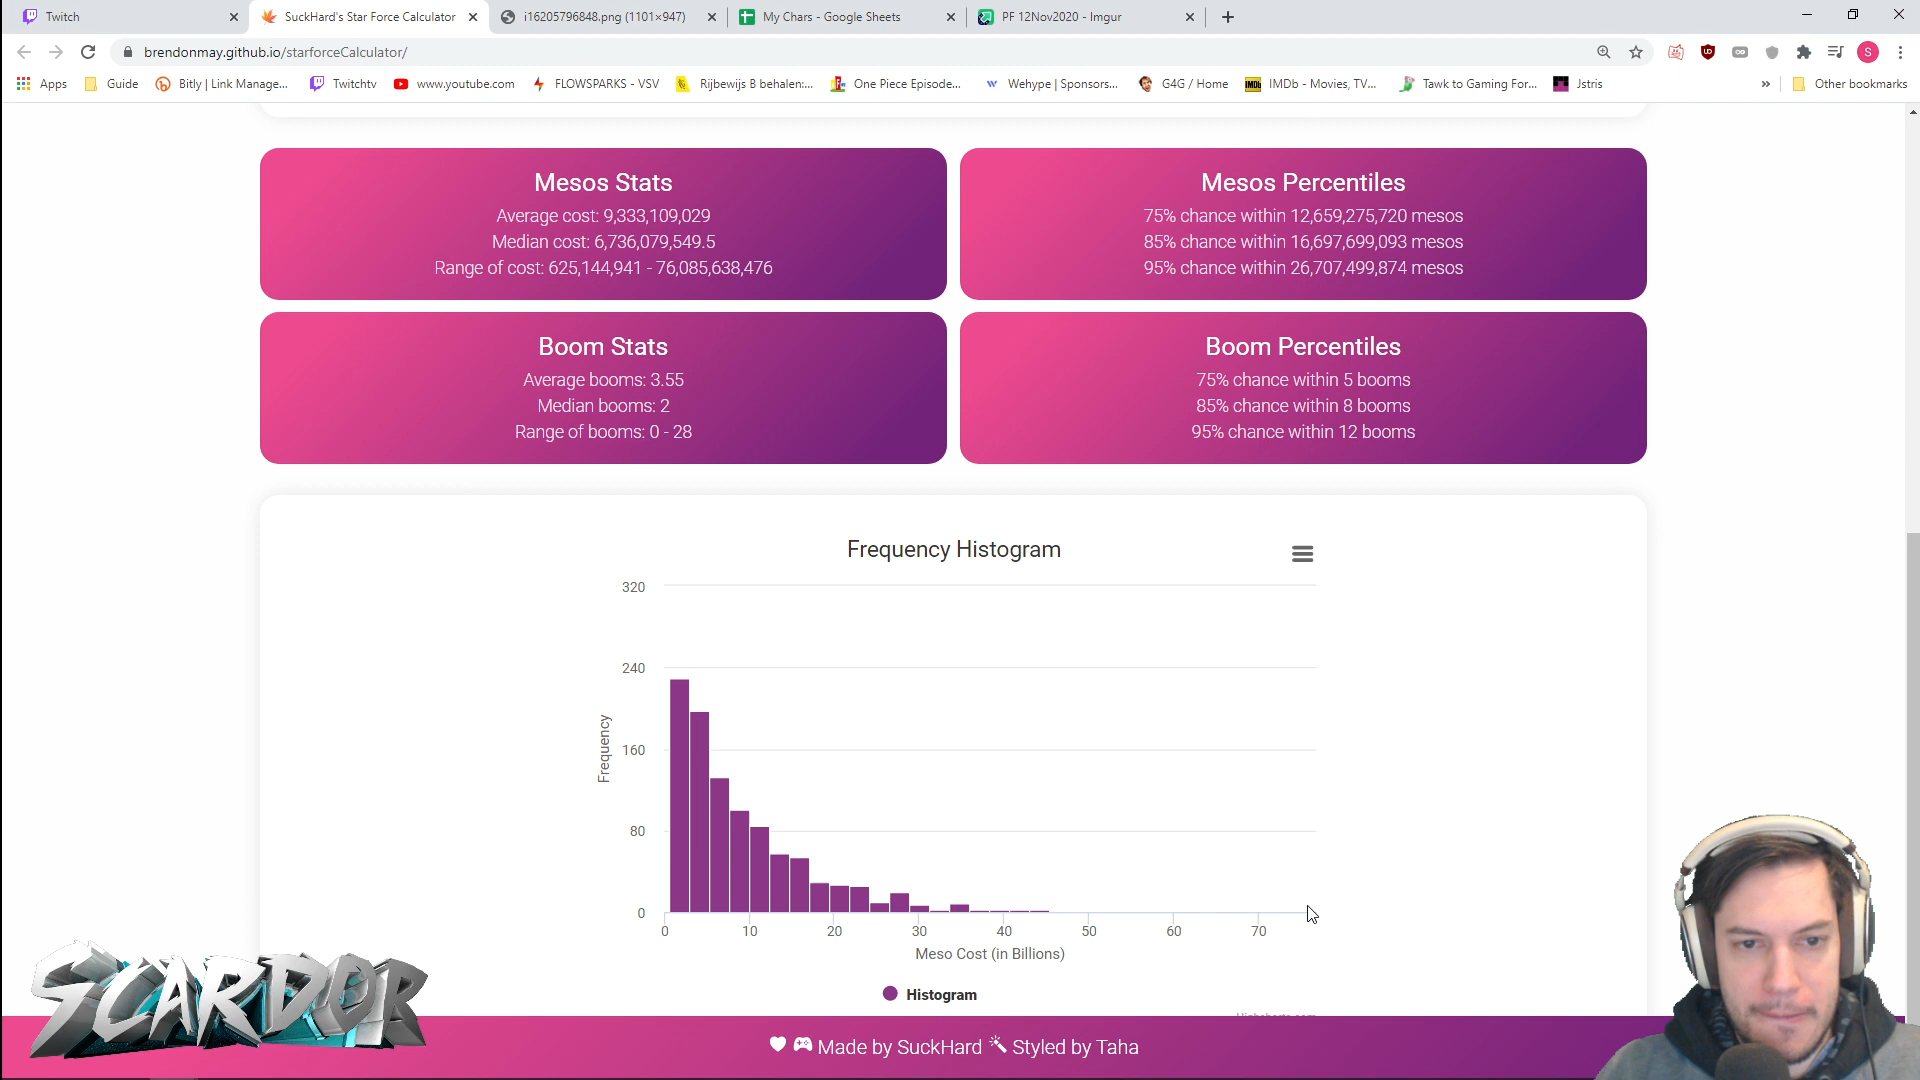 Twitch
SuckHard's Star Force Calculator
i16205796848.png (1101×947)
My Chars - Google Sheets
PF 12Nov2020 - Imgur
brendonmay.github.io/starforceCalculator/
S
Apps
Guide
Bitly | Link Manage...
Twitchtv
www.youtube.com
FLOWSPARKS - VSV
Rijbewijs B behalen:...
One Piece Episode...
Wehype | Sponsors...
G4G / Home
IMDb - Movies, TV...
Tawk to Gaming For...
Jstris
»
Other bookmarks
Mesos Stats
Average cost: 9,333,109,029
Median cost: 6,736,079,549.5
Range of cost: 625,144,941 - 76,085,638,476
Mesos Percentiles
75% chance within 12,659,275,720 mesos
85% chance within 16,697,699,093 mesos
95% chance within 26,707,499,874 mesos
Boom Stats
Average booms: 3.55
Median booms: 2
Range of booms: 0 - 28
Boom Percentiles
75% chance within 5 booms
85% chance within 8 booms
95% chance within 12 booms
Frequency Histogram
320
240
160
80
0
Frequency
0 10 20 30 40 50 60 70
Meso Cost (in Billions)
Histogram
SCARDOR
Made by SuckHard Styled by Taha